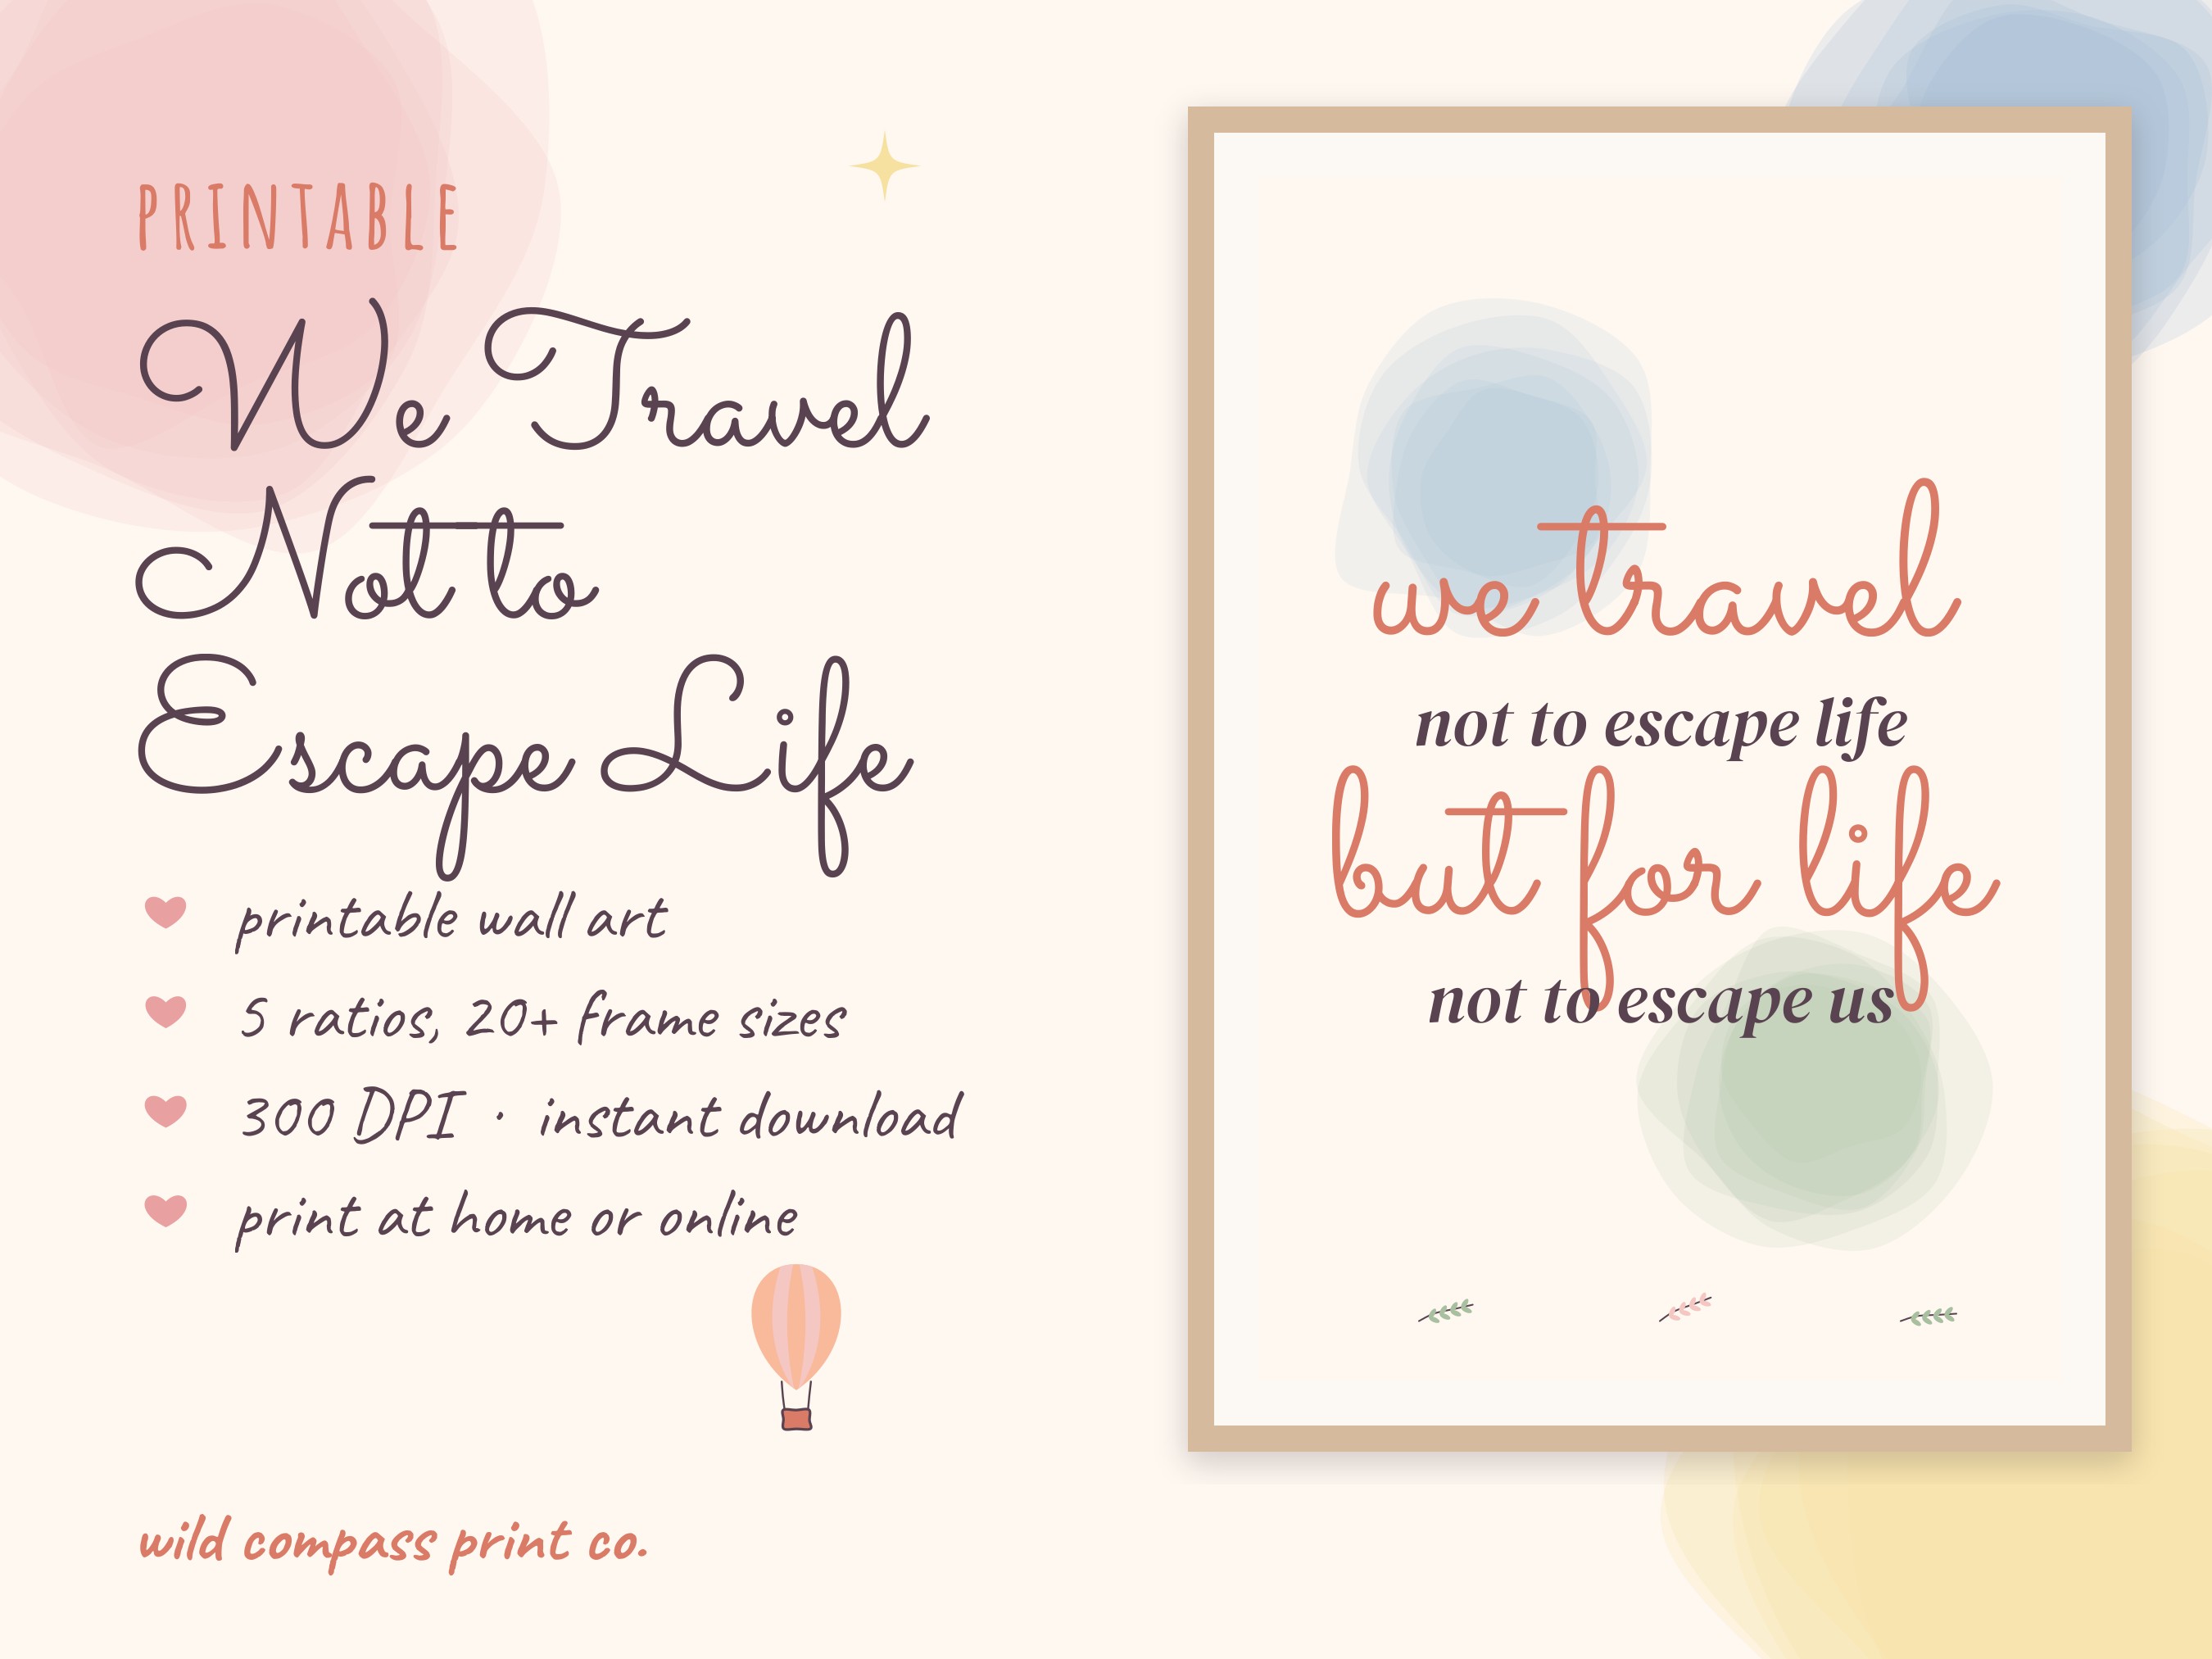 PRINTABLE
We Travel
Not to
Escape Life
printable wall art
5 ratios, 20+ frame sizes
300 DPI · instant download
print at home or online
wild compass print co.
we travel
not to escape life
but for life
not to escape us